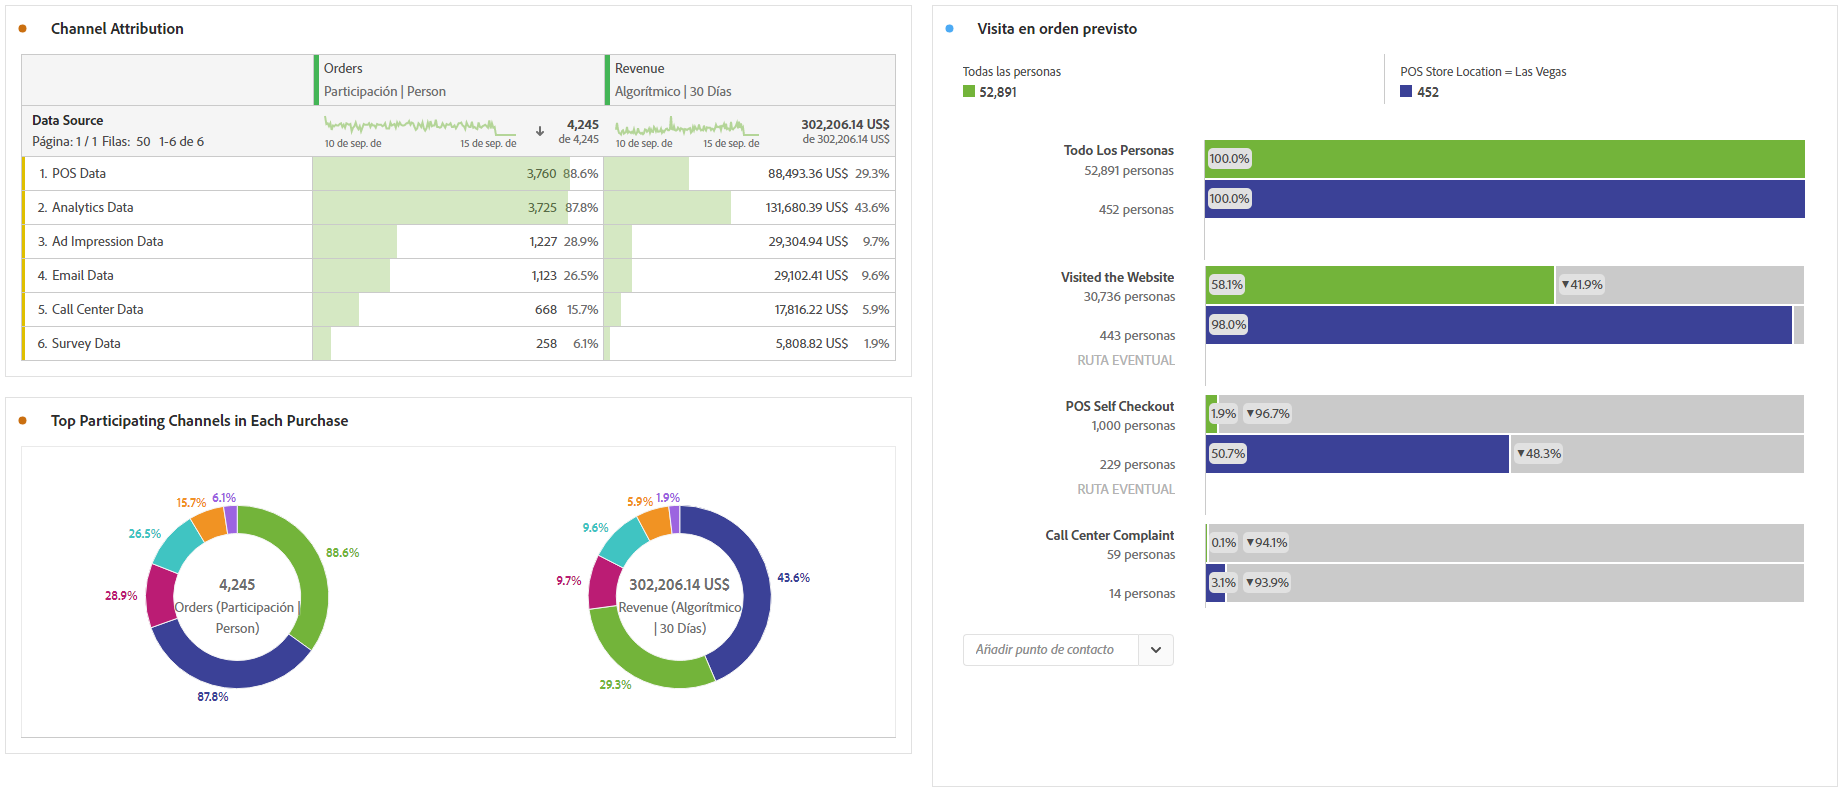 Channel Attribution
Orders
Participación | Person
Revenue
Algorítmico | 30 Días
Data Source
Página: 1 / 1 Filas: 50 1-6 de 6
10 de sep. de
15 de sep. de
4,245
de 4,245
10 de sep. de
15 de sep. de
302,206.14 US$
de 302,206.14 US$
1. POS Data 3,760 88.6% 88,493.36 US$ 29.3%
2. Analytics Data 3,725 87.8% 131,680.39 US$ 43.6%
3. Ad Impression Data 1,227 28.9% 29,304.94 US$ 9.7%
4. Email Data 1,123 26.5% 29,102.41 US$ 9.6%
5. Call Center Data 668 15.7% 17,816.22 US$ 5.9%
6. Survey Data 258 6.1% 5,808.82 US$ 1.9%
Top Participating Channels in Each Purchase
6.1%
15.7%
26.5%
88.6%
28.9%
87.8%
4,245
Orders (Participación |
Person)
1.9%
5.9%
9.6%
9.7%
43.6%
29.3%
302,206.14 US$
Revenue (Algorítmico
| 30 Días)
Visita en orden previsto
Todas las personas
52,891
POS Store Location = Las Vegas
452
Todo Los Personas
52,891 personas
100.0%
452 personas
100.0%
Visited the Website
30,736 personas
58.1% ▼41.9%
443 personas
98.0%
RUTA EVENTUAL
POS Self Checkout
1,000 personas
1.9% ▼96.7%
229 personas
50.7% ▼48.3%
RUTA EVENTUAL
Call Center Complaint
59 personas
0.1% ▼94.1%
14 personas
3.1% ▼93.9%
Añadir punto de contacto